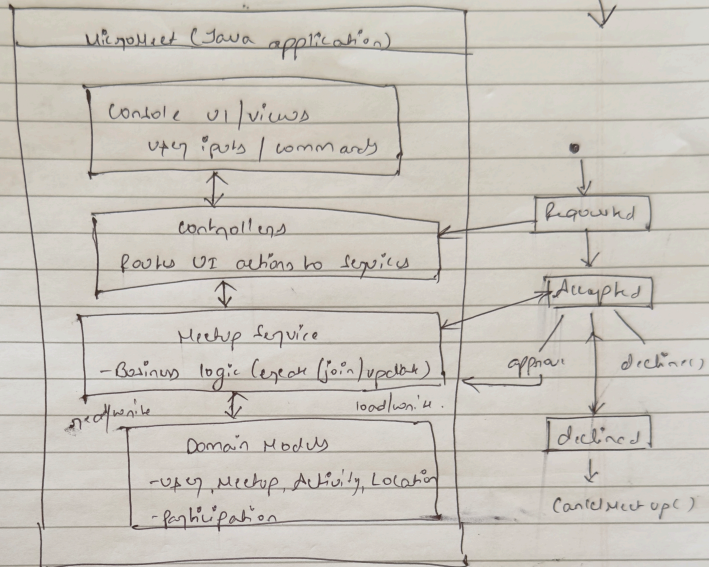 MicroMeet (Java application)
Console UI/views
user iputs / commands
Controllers
Routes UI actions to services
Meetup Service
-Business logic (create (join/update)
read/write
load/write.
Domain Models
-User, Meetup, Activity, Location
-Participation
Requested
Accepted
approve
decline()
declined
CancelMeetup()